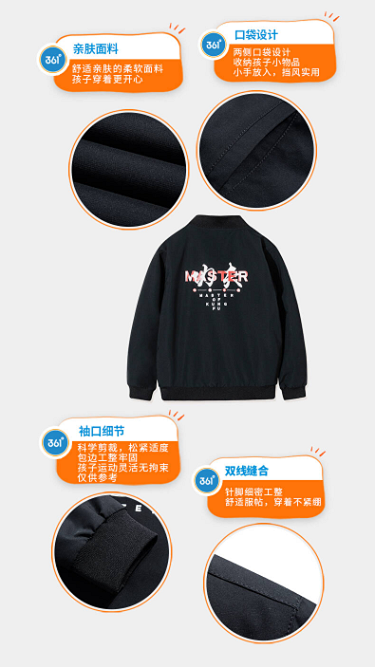 361°
亲肤面料
舒适亲肤的柔软面料
孩子穿着更开心
361°
口袋设计
两侧口袋设计
收纳孩子小物品
小手放入，挡风实用
功夫
MASTER
MASTER
OF
KUNG
FU
361°
袖口细节
科学剪裁，松紧适度
包边工整牢固
孩子运动灵活无拘束
仅供参考
E
361°
双线缝合
针脚细密工整
舒适服帖，穿着不紧绷